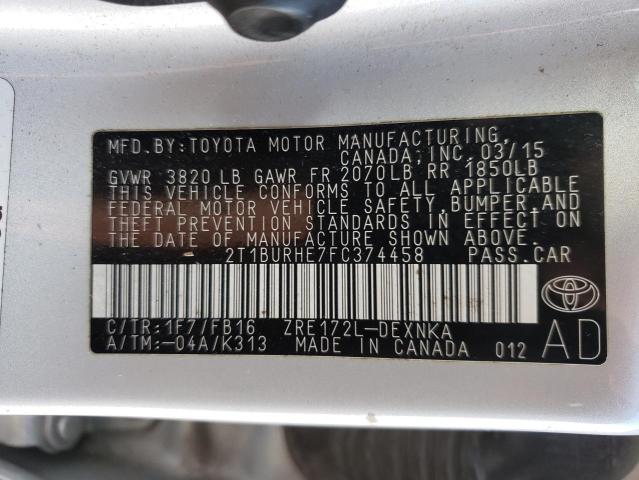 MFD.BY:TOYOTA MOTOR MANUFACTURING,
CANADA, INC. 03/15
GVWR 3820 LB GAWR FR 2070LB RR 1850LB
THIS VEHICLE CONFORMS TO ALL APPLICABLE
FEDERAL MOTOR VEHICLE SAFETY, BUMPER, AND
THEFT PREVENTION STANDARDS IN EFFECT ON
THE DATE OF MANUFACTURE SHOWN ABOVE.
2T1BURHE7FC374458 PASS.CAR
C/TR:1F7/FB16 ZRE172L-DEXNKA
A/TM:-04A/K313 MADE IN CANADA 012
AD